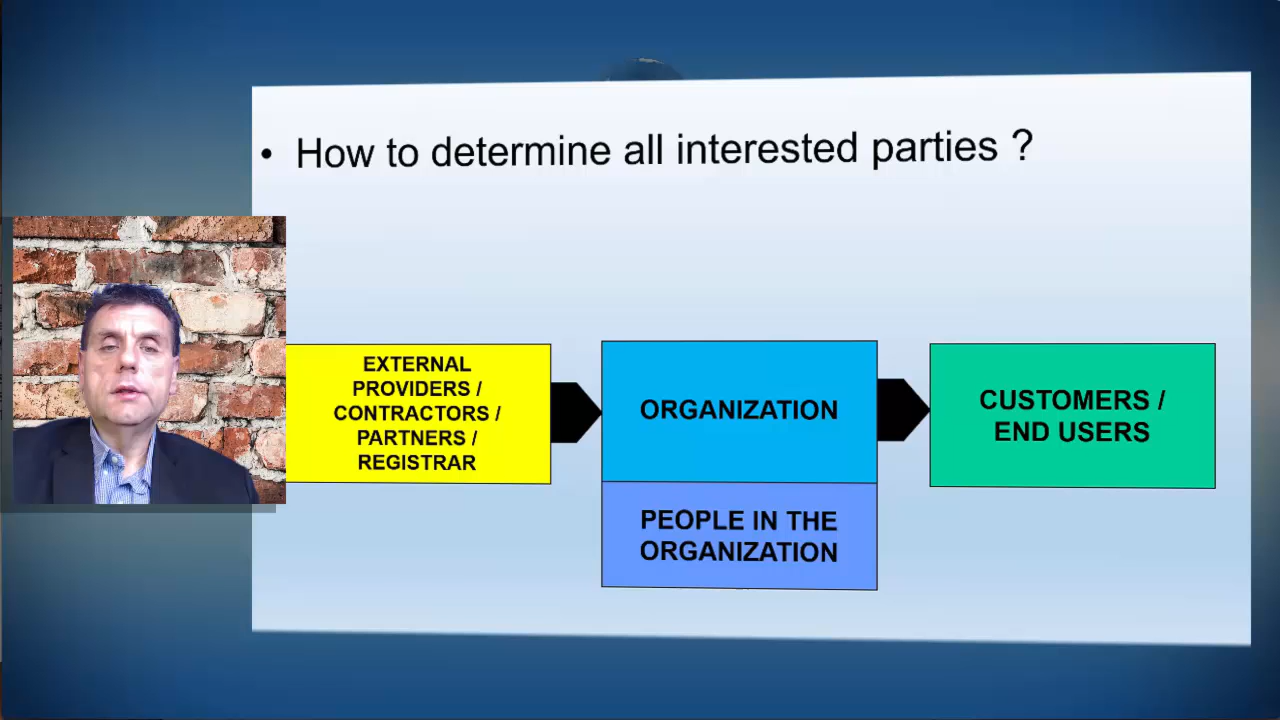 • How to determine all interested parties ?
EXTERNAL
PROVIDERS /
CONTRACTORS /
PARTNERS /
REGISTRAR
ORGANIZATION
PEOPLE IN THE
ORGANIZATION
CUSTOMERS /
END USERS